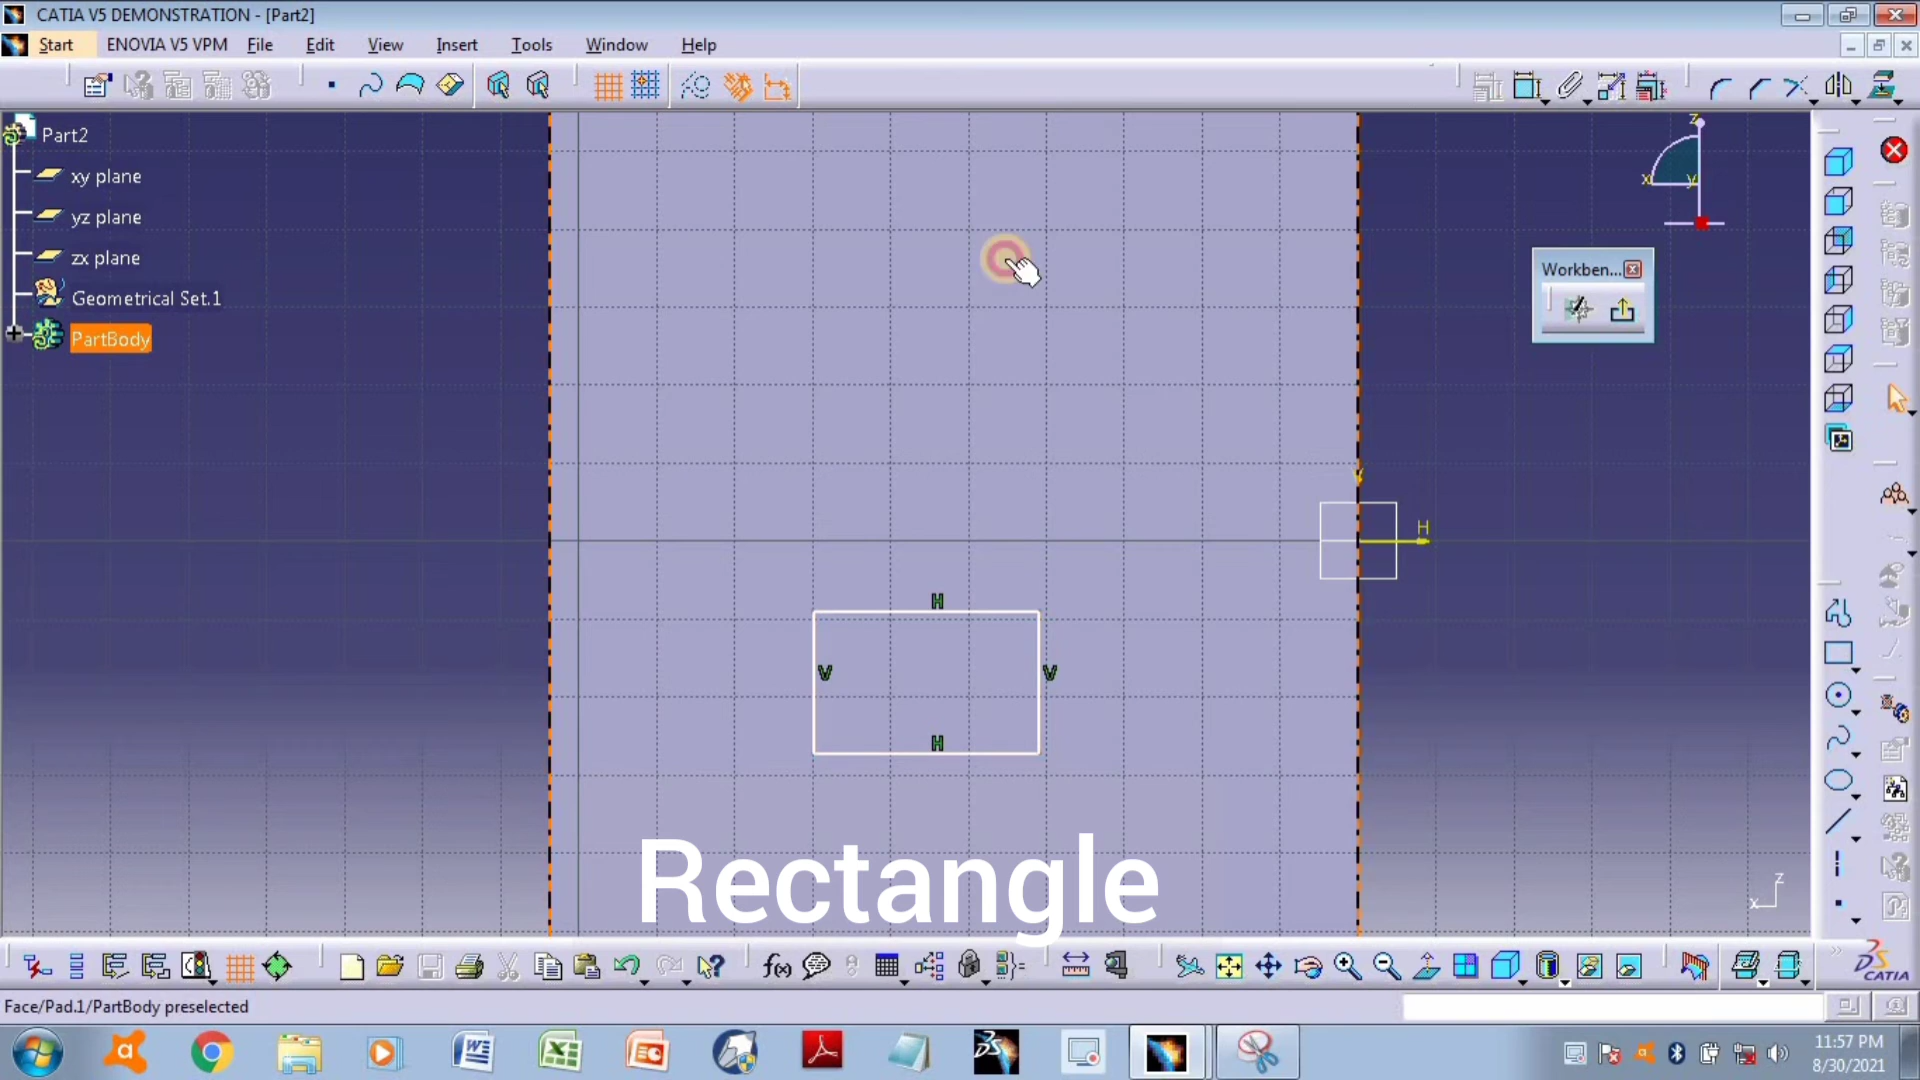 CATIA V5 DEMONSTRATION - [Part2]
Start ENOVIA V5 VPM File Edit View Insert Tools Window Help
Part2
xy plane
yz plane
zx plane
Geometrical Set.1
PartBody
z
x y
Workben...
V
H
H
V V
H
Rectangle
z
x
f(x)
DS CATIA
Face/Pad.1/PartBody preselected
11:57 PM
8/30/2021